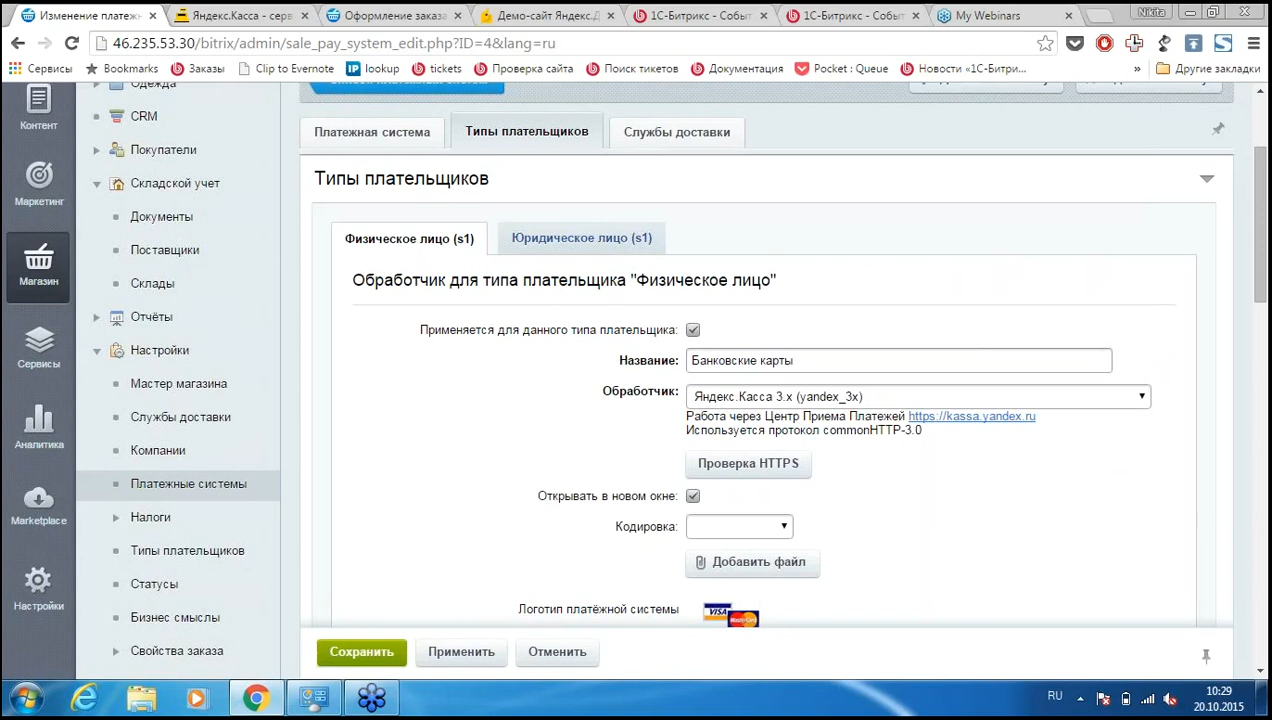 Изменение платежн
Яндекс.Касса - серв
Оформление заказа
Демо-сайт Яндекс.Д
1С-Битрикс - Событ
1С-Битрикс - Событ
My Webinars
Nikita
46.235.53.30/bitrix/admin/sale_pay_system_edit.php?ID=4&lang=ru
Сервисы
Bookmarks
Заказы
Clip to Evernote
IP lookup
tickets
Проверка сайта
Поиск тикетов
Документация
Pocket : Queue
Новости «1С-Битри...
»
Другие закладки
Контент
Маркетинг
Магазин
Сервисы
Аналитика
Marketplace
Настройки
Одежда
CRM
Покупатели
Складской учет
Документы
Поставщики
Склады
Отчёты
Настройки
Мастер магазина
Службы доставки
Компании
Платежные системы
Налоги
Типы плательщиков
Статусы
Бизнес смыслы
Свойства заказа
Платежная система
Типы плательщиков
Службы доставки
Типы плательщиков
Физическое лицо (s1)
Юридическое лицо (s1)
Обработчик для типа плательщика "Физическое лицо"
Применяется для данного типа плательщика:
Название: Банковские карты
Обработчик: Яндекс.Касса 3.x (yandex_3x)
Работа через Центр Приема Платежей https://kassa.yandex.ru
Используется протокол commonHTTP-3.0
Проверка HTTPS
Открывать в новом окне:
Кодировка:
Добавить файл
Логотип платёжной системы
VISA
MasterCard
Сохранить
Применить
Отменить
RU
10:29
20.10.2015